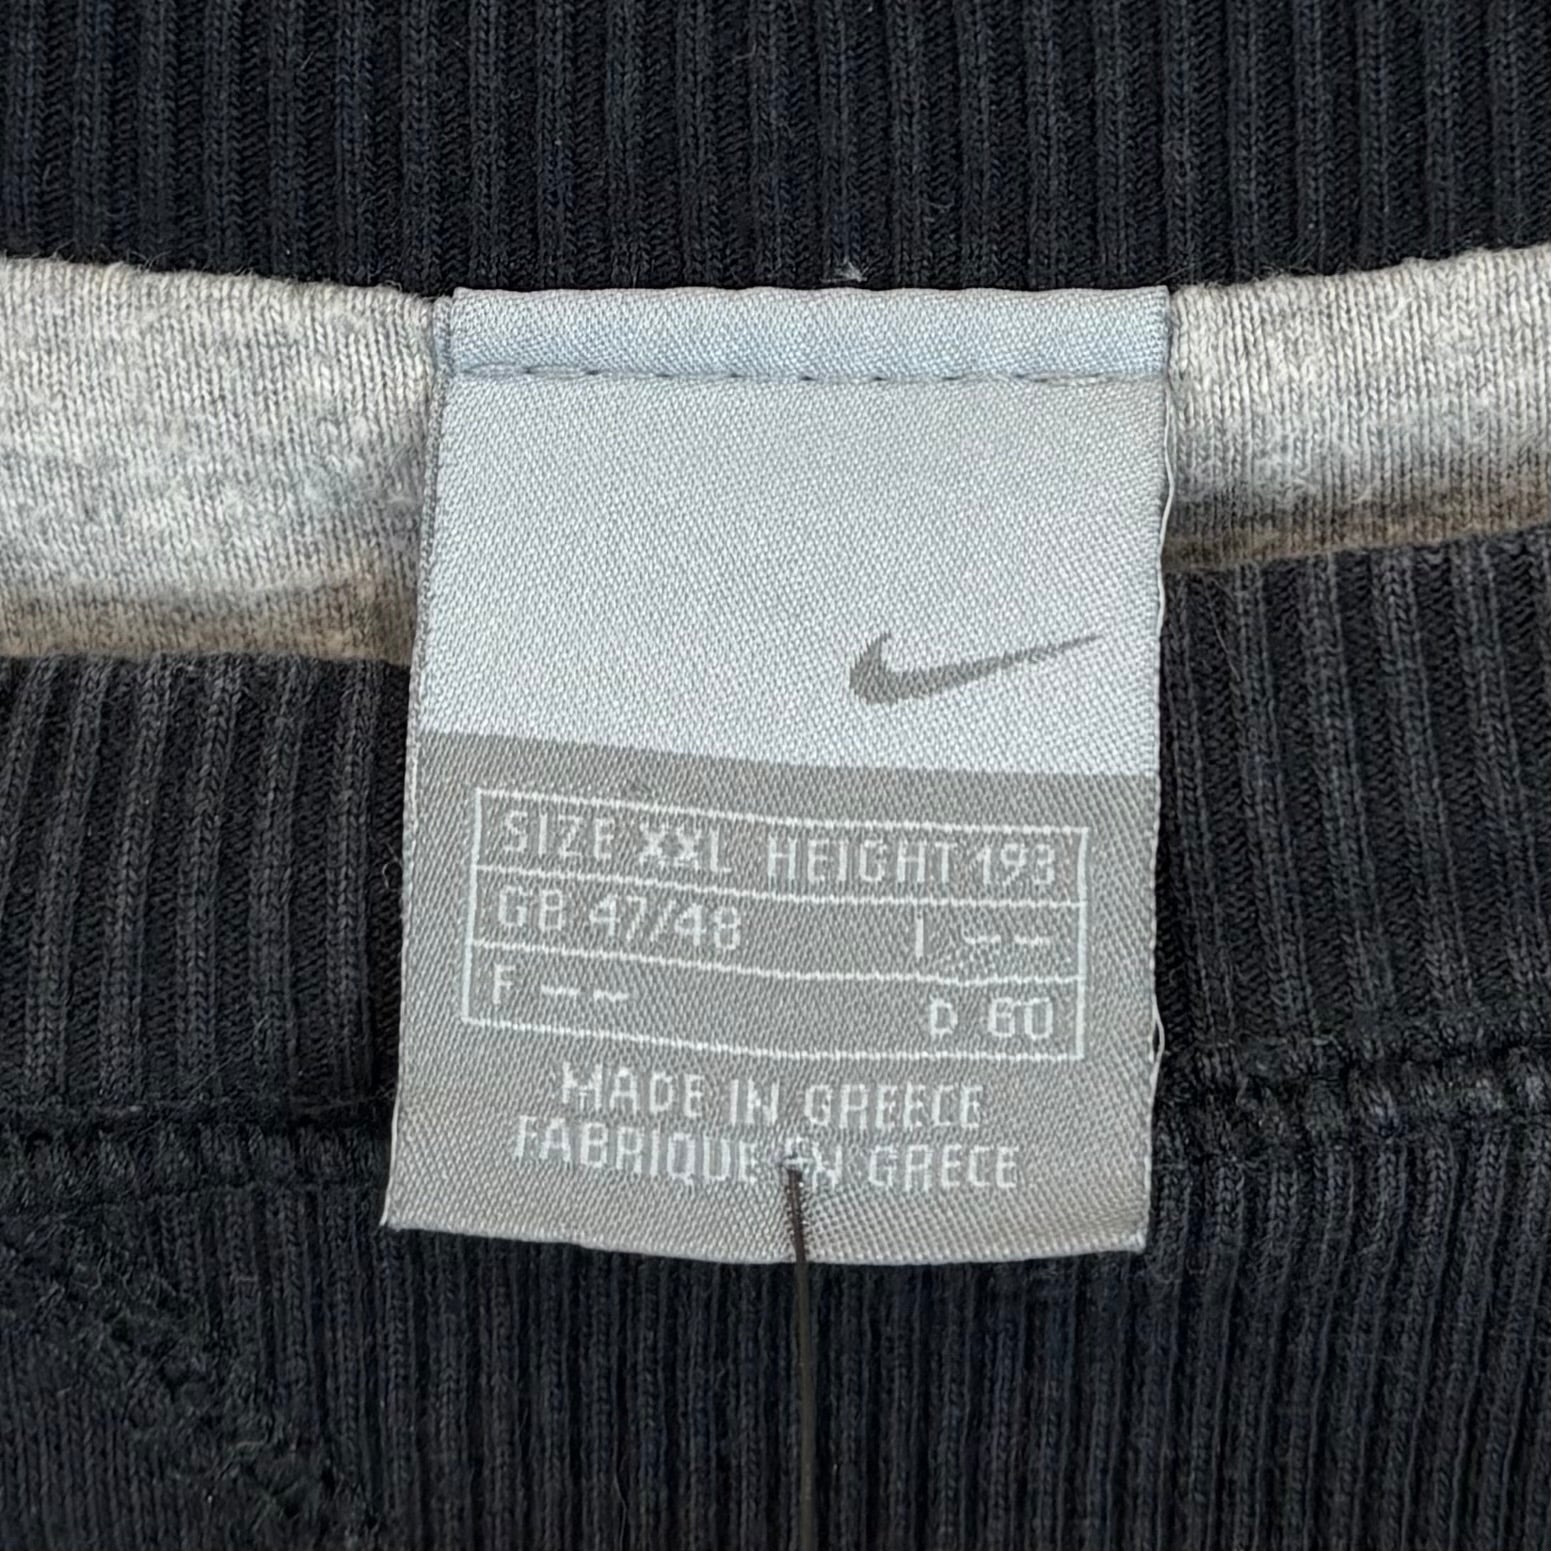 SIZE XXL HEIGHT 193
GB 47/48 I --
F -- D 60
MADE IN GREECE
FABRIQUE EN GRECE